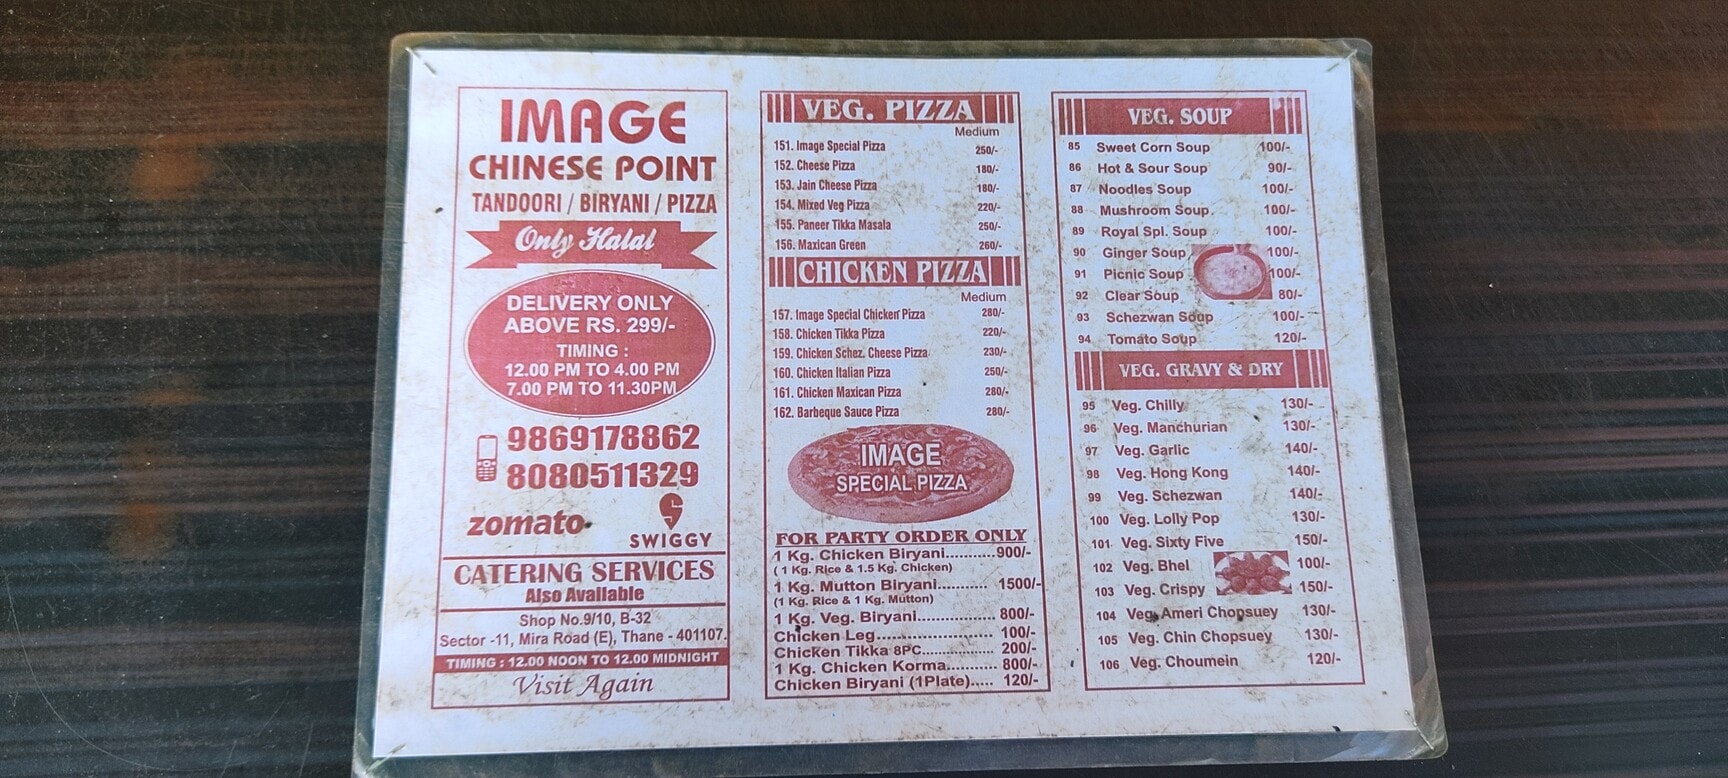 IMAGE
CHINESE POINT
TANDOORI / BIRYANI / PIZZA
Only Halal
DELIVERY ONLY
ABOVE RS. 299/-
TIMING :
12.00 PM TO 4.00 PM
7.00 PM TO 11.30PM
9869178862
8080511329
zomato
SWIGGY
CATERING SERVICES
Also Available
Shop No.9/10, B-32
Sector -11, Mira Road (E), Thane - 401107.
TIMING : 12.00 NOON TO 12.00 MIDNIGHT
Visit Again
VEG. PIZZA
Medium
151. Image Special Pizza 250/-
152. Cheese Pizza 180/-
153. Jain Cheese Pizza 180/-
154. Mixed Veg Pizza 220/-
155. Paneer Tikka Masala 250/-
156. Maxican Green 260/-
CHICKEN PIZZA
Medium
157. Image Special Chicken Pizza 280/-
158. Chicken Tikka Pizza 220/-
159. Chicken Schez. Cheese Pizza 230/-
160. Chicken Italian Pizza 250/-
161. Chicken Maxican Pizza 280/-
162. Barbeque Sauce Pizza 280/-
IMAGE
SPECIAL PIZZA
FOR PARTY ORDER ONLY
1 Kg. Chicken Biryani...........900/-
( 1 Kg. Rice & 1.5 Kg. Chicken)
1 Kg. Mutton Biryani........... 1500/-
(1 Kg. Rice & 1 Kg. Mutton)
1 Kg. Veg. Biryani................. 800/-
Chicken Leg.......................... 100/-
Chicken Tikka 8PC.................. 200/-
1 Kg. Chicken Korma........... 800/-
Chicken Biryani (1Plate)..... 120/-
VEG. SOUP
85 Sweet Corn Soup 100/-
86 Hot & Sour Soup 90/-
87 Noodles Soup 100/-
88 Mushroom Soup 100/-
89 Royal Spl. Soup 100/-
90 Ginger Soup 100/-
91 Picnic Soup 100/-
92 Clear Soup 80/-
93 Schezwan Soup 100/-
94 Tomato Soup 120/-
VEG. GRAVY & DRY
95 Veg. Chilly 130/-
96 Veg. Manchurian 130/-
97 Veg. Garlic 140/-
98 Veg. Hong Kong 140/-
99 Veg. Schezwan 140/-
100 Veg. Lolly Pop 130/-
101 Veg. Sixty Five 150/-
102 Veg. Bhel 100/-
103 Veg. Crispy 150/-
104 Veg. Ameri Chopsuey 130/-
105 Veg. Chin Chopsuey 130/-
106 Veg. Choumein 120/-